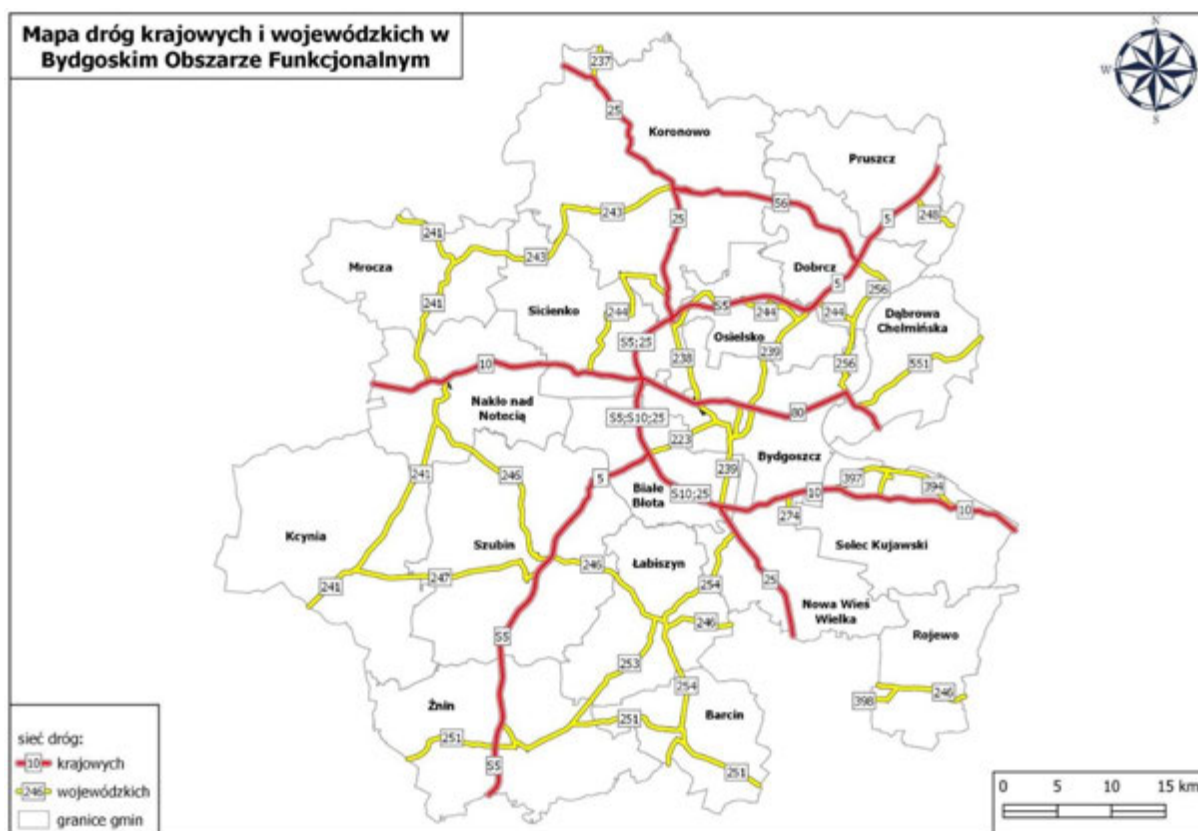 Mapa dróg krajowych i wojewódzkich w
Bydgoskim Obszarze Funkcjonalnym
N
W
E
S
237
25
Koronowo
Pruszcz
56
5
248
243
25
241
243
Mrocza
Dobrcz
5
256
241
Sicienko
244
S5
244
244
Dąbrowa
Chełmińska
Osielsko
S5;25
238
239
256
551
10
Nakło nad
Notecią
S5;S10;25
80
223
Bydgoszcz
241
246
5
239
397
394
Białe
Błota
S10;25
10
10
274
Kcynia
Szubin
Solec Kujawski
246
Łabiszyn
241
247
254
25
Nowa Wieś
Wielka
246
Rojewo
S5
253
254
398
246
Żnin
251
Barcin
251
S5
251
sieć dróg:
10 krajowych
246 wojewódzkich
granice gmin
0 5 10 15 km